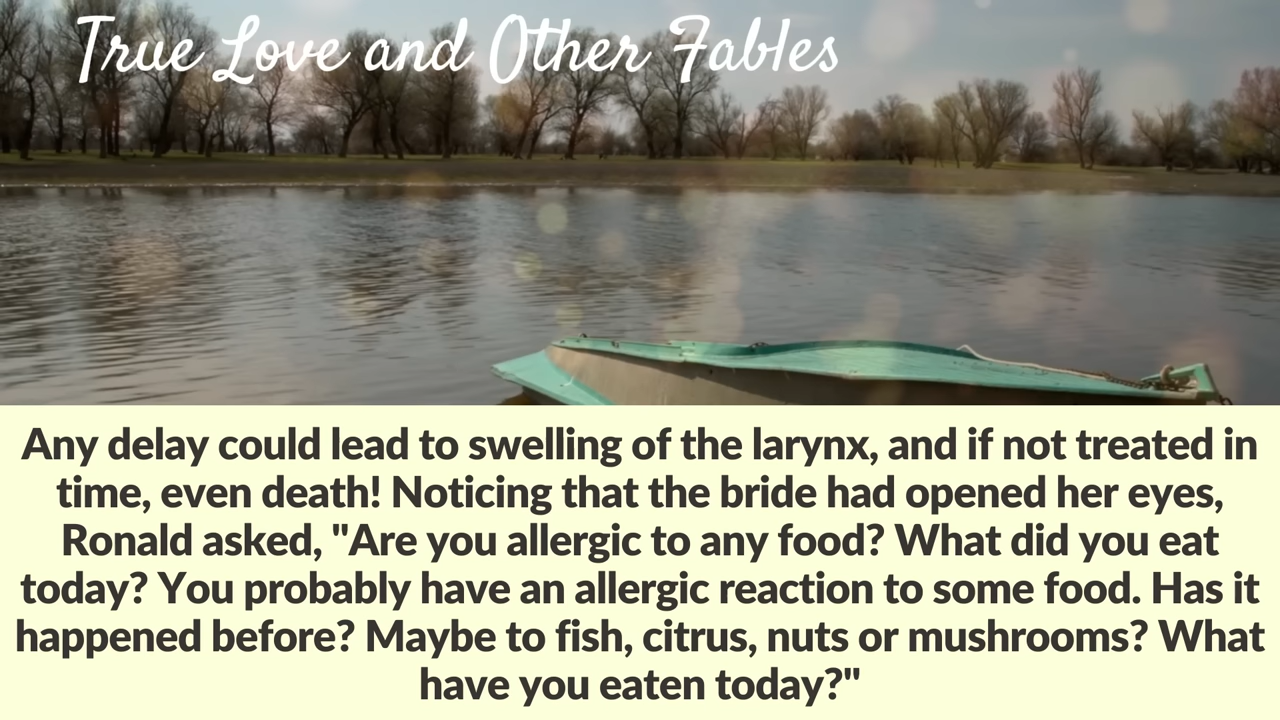 True Love and Other Fables
Any delay could lead to swelling of the larynx, and if not treated in
time, even death! Noticing that the bride had opened her eyes,
Ronald asked, "Are you allergic to any food? What did you eat
today? You probably have an allergic reaction to some food. Has it
happened before? Maybe to fish, citrus, nuts or mushrooms? What
have you eaten today?"